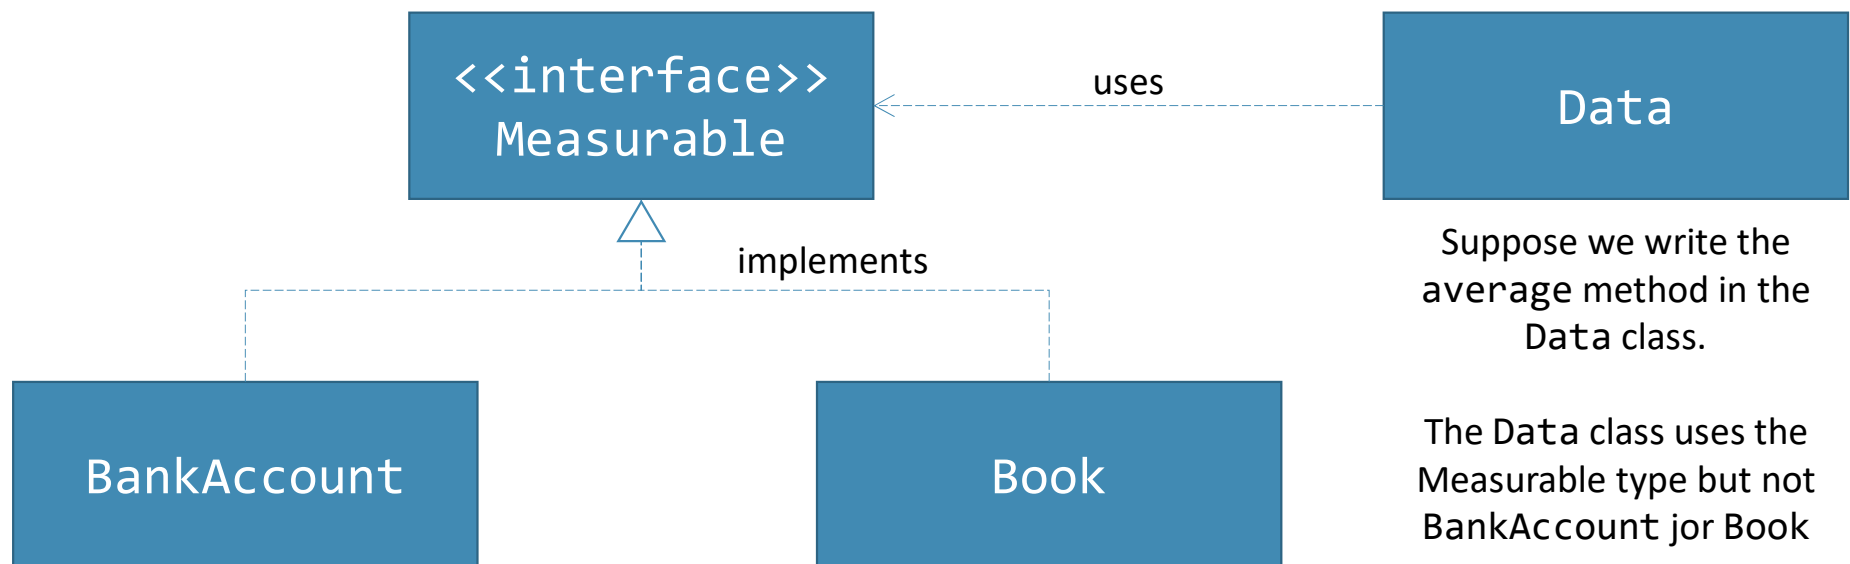 <<interface>>
Measurable
uses
Data
implements
BankAccount
Book
Suppose we write the
average method in the
Data class.
The Data class uses the
Measurable type but not
BankAccount jor Book